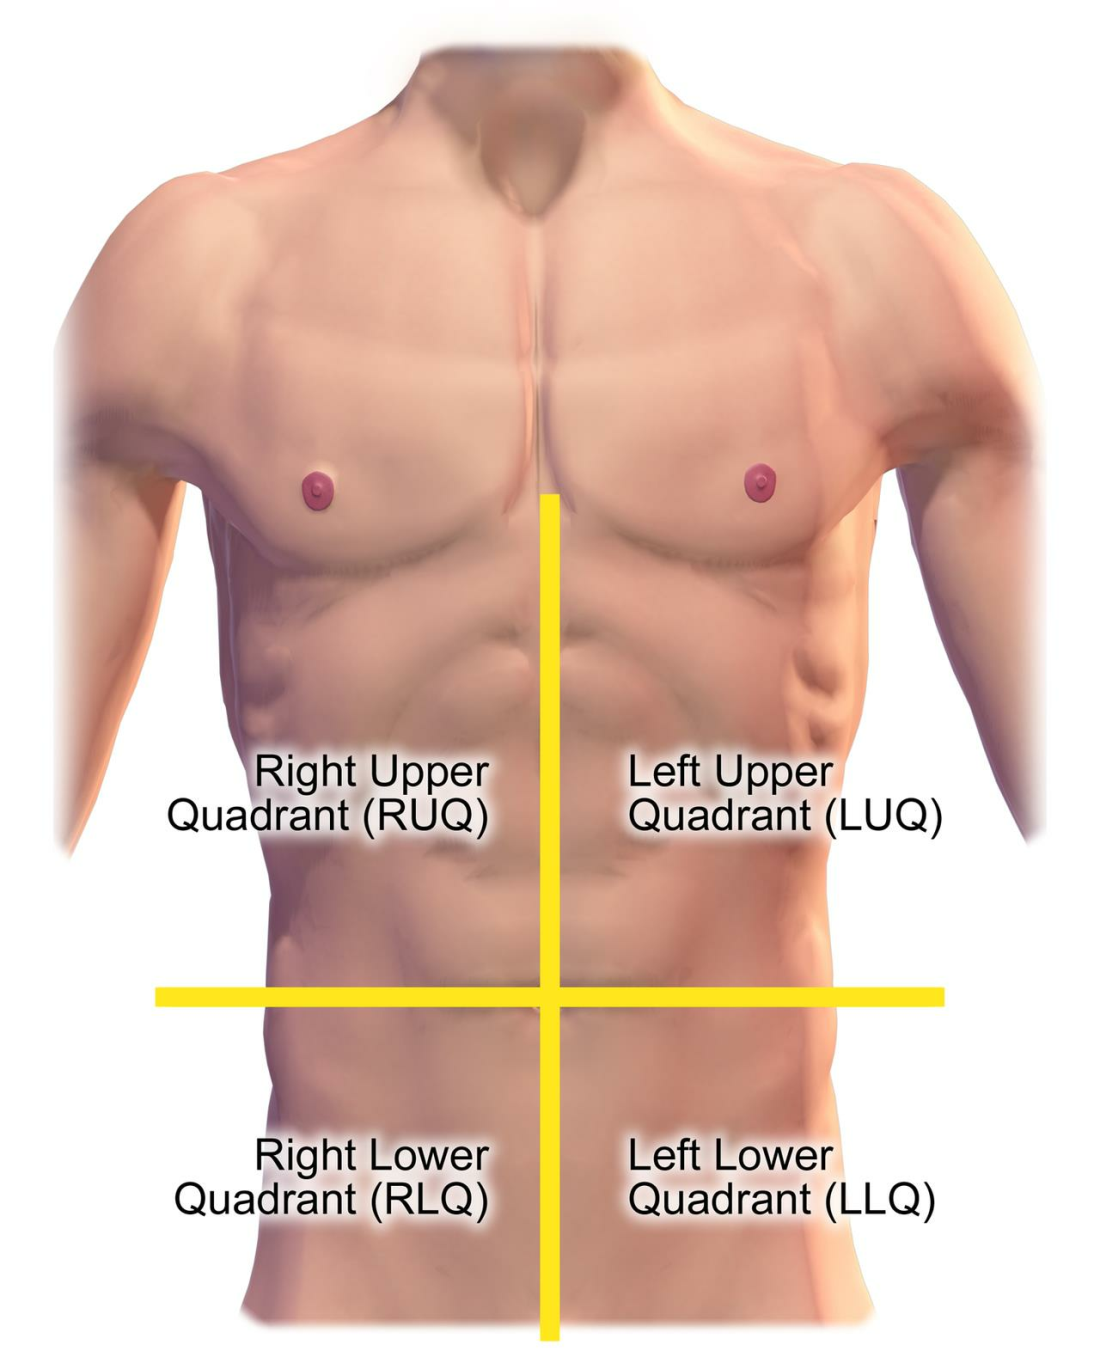 Right Upper
Quadrant (RUQ)
Left Upper
Quadrant (LUQ)
Right Lower
Quadrant (RLQ)
Left Lower
Quadrant (LLQ)